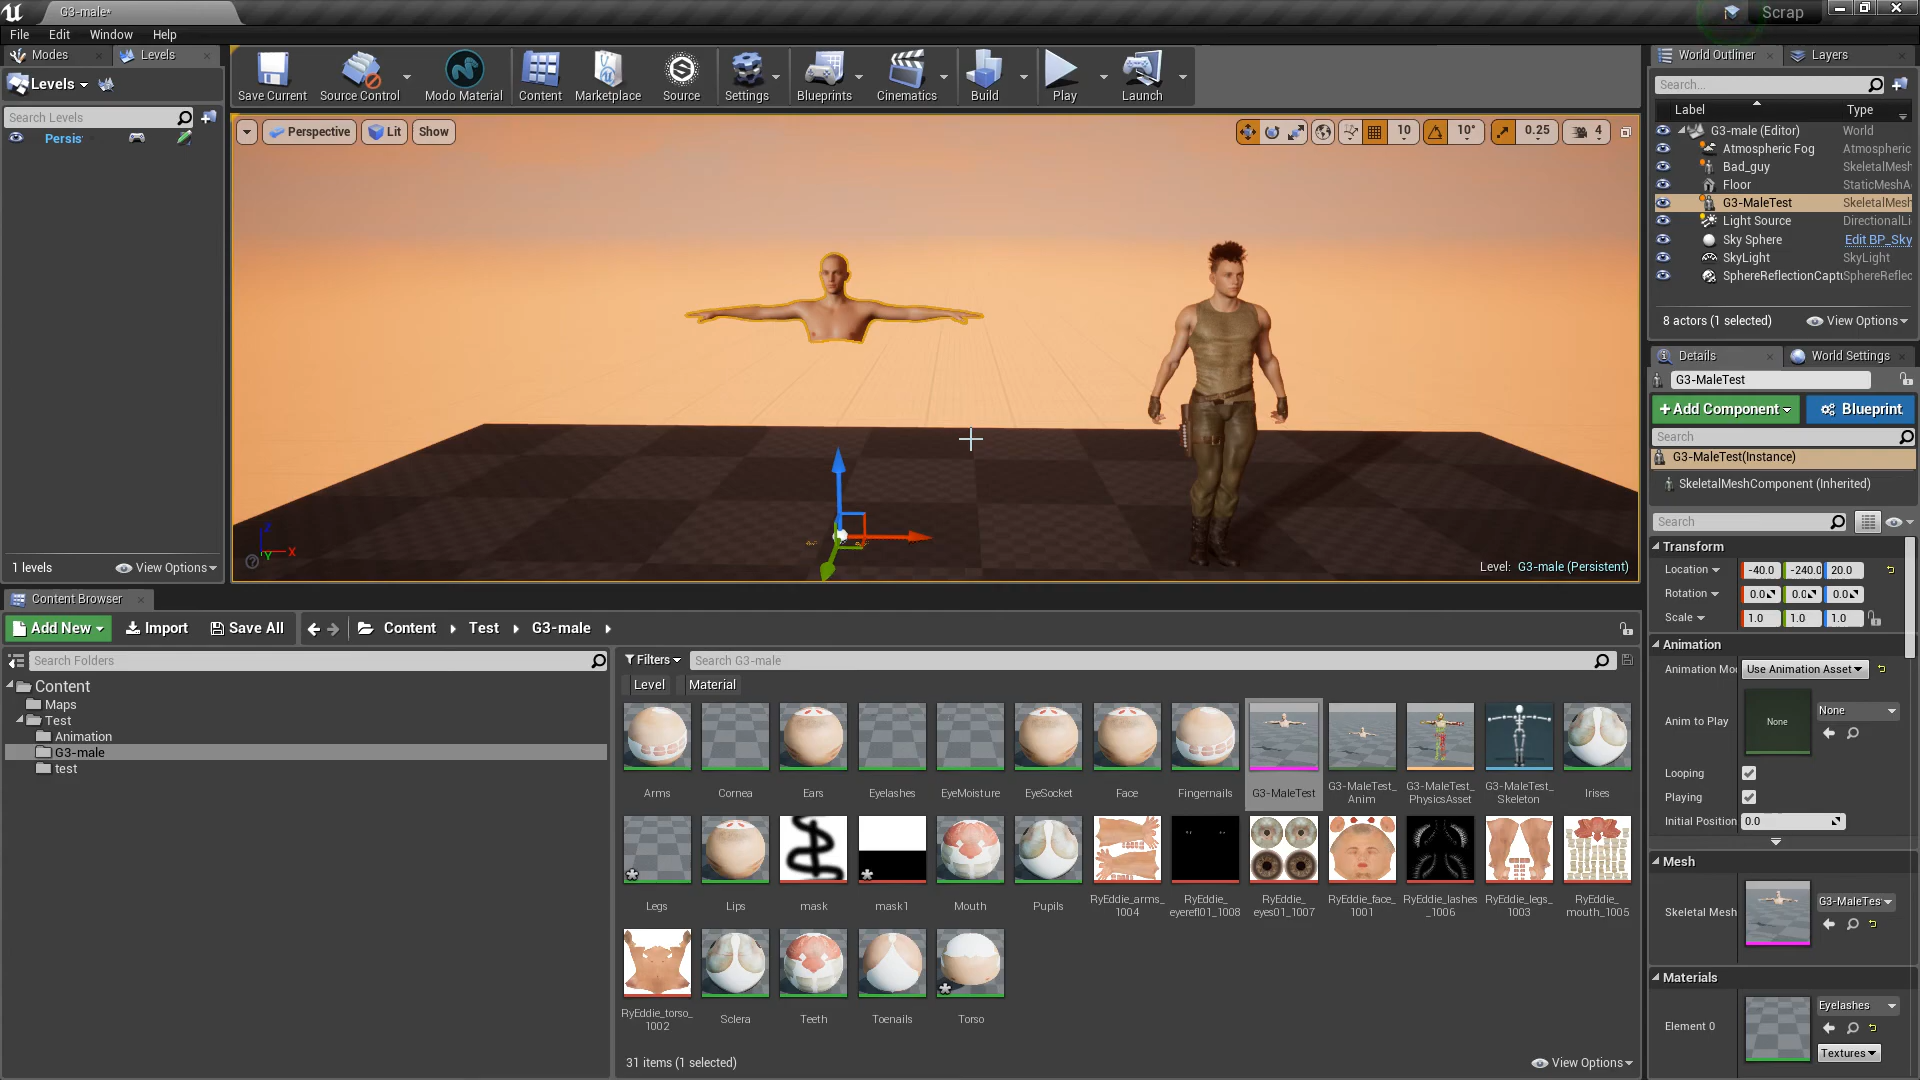 G3-male*
Scrap
File Edit Window Help
Modes
Levels
Levels
Search Levels
Persis
1 levels
View Options
Save Current
Source Control
Modo Material
Content
Marketplace
Source
Settings
Blueprints
Cinematics
Build
Play
Launch
Perspective
Lit
Show
10
10°
0.25
4
X
Y
Z
Level: G3-male (Persistent)
World Outliner
Layers
Search...
Label Type
G3-male (Editor) World
Atmospheric Fog Atmospheric
Bad_guy SkeletalMesh
Floor StaticMeshA
G3-MaleTest SkeletalMesh
Light Source DirectionalLi
Sky Sphere Edit BP_Sky
SkyLight SkyLight
SphereReflectionCaptu SphereReflec
8 actors (1 selected)
View Options
Details
World Settings
G3-MaleTest
+Add Component
Blueprint
Search
G3-MaleTest(Instance)
SkeletalMeshComponent (Inherited)
Search
Transform
Location -40.0 -240.0 20.0
Rotation 0.0 0.0 0.0
Scale 1.0 1.0 1.0
Animation
Animation Mod Use Animation Asset
Anim to Play None None
Looping
Playing
Initial Position 0.0
Mesh
Skeletal Mesh G3-MaleTes
Materials
Element 0 Eyelashes
Textures
Content Browser
Add New
Import
Save All
Content
Test
G3-male
Search Folders
Content
Maps
Test
Animation
G3-male
test
Filters
Search G3-male
Level
Material
Arms
Cornea
Ears
Eyelashes
EyeMoisture
EyeSocket
Face
Fingernails
G3-MaleTest
G3-MaleTest_
Anim
G3-MaleTest_
PhysicsAsset
G3-MaleTest_
Skeleton
Irises
Legs
Lips
mask
mask1
Mouth
Pupils
RyEddie_arms_
1004
RyEddie_
eyerefl01_1008
RyEddie_
eyes01_1007
RyEddie_face_
1001
RyEddie_lashes
_1006
RyEddie_legs_
1003
RyEddie_
mouth_1005
RyEddie_torso_
1002
Sclera
Teeth
Toenails
Torso
31 items (1 selected)
View Options